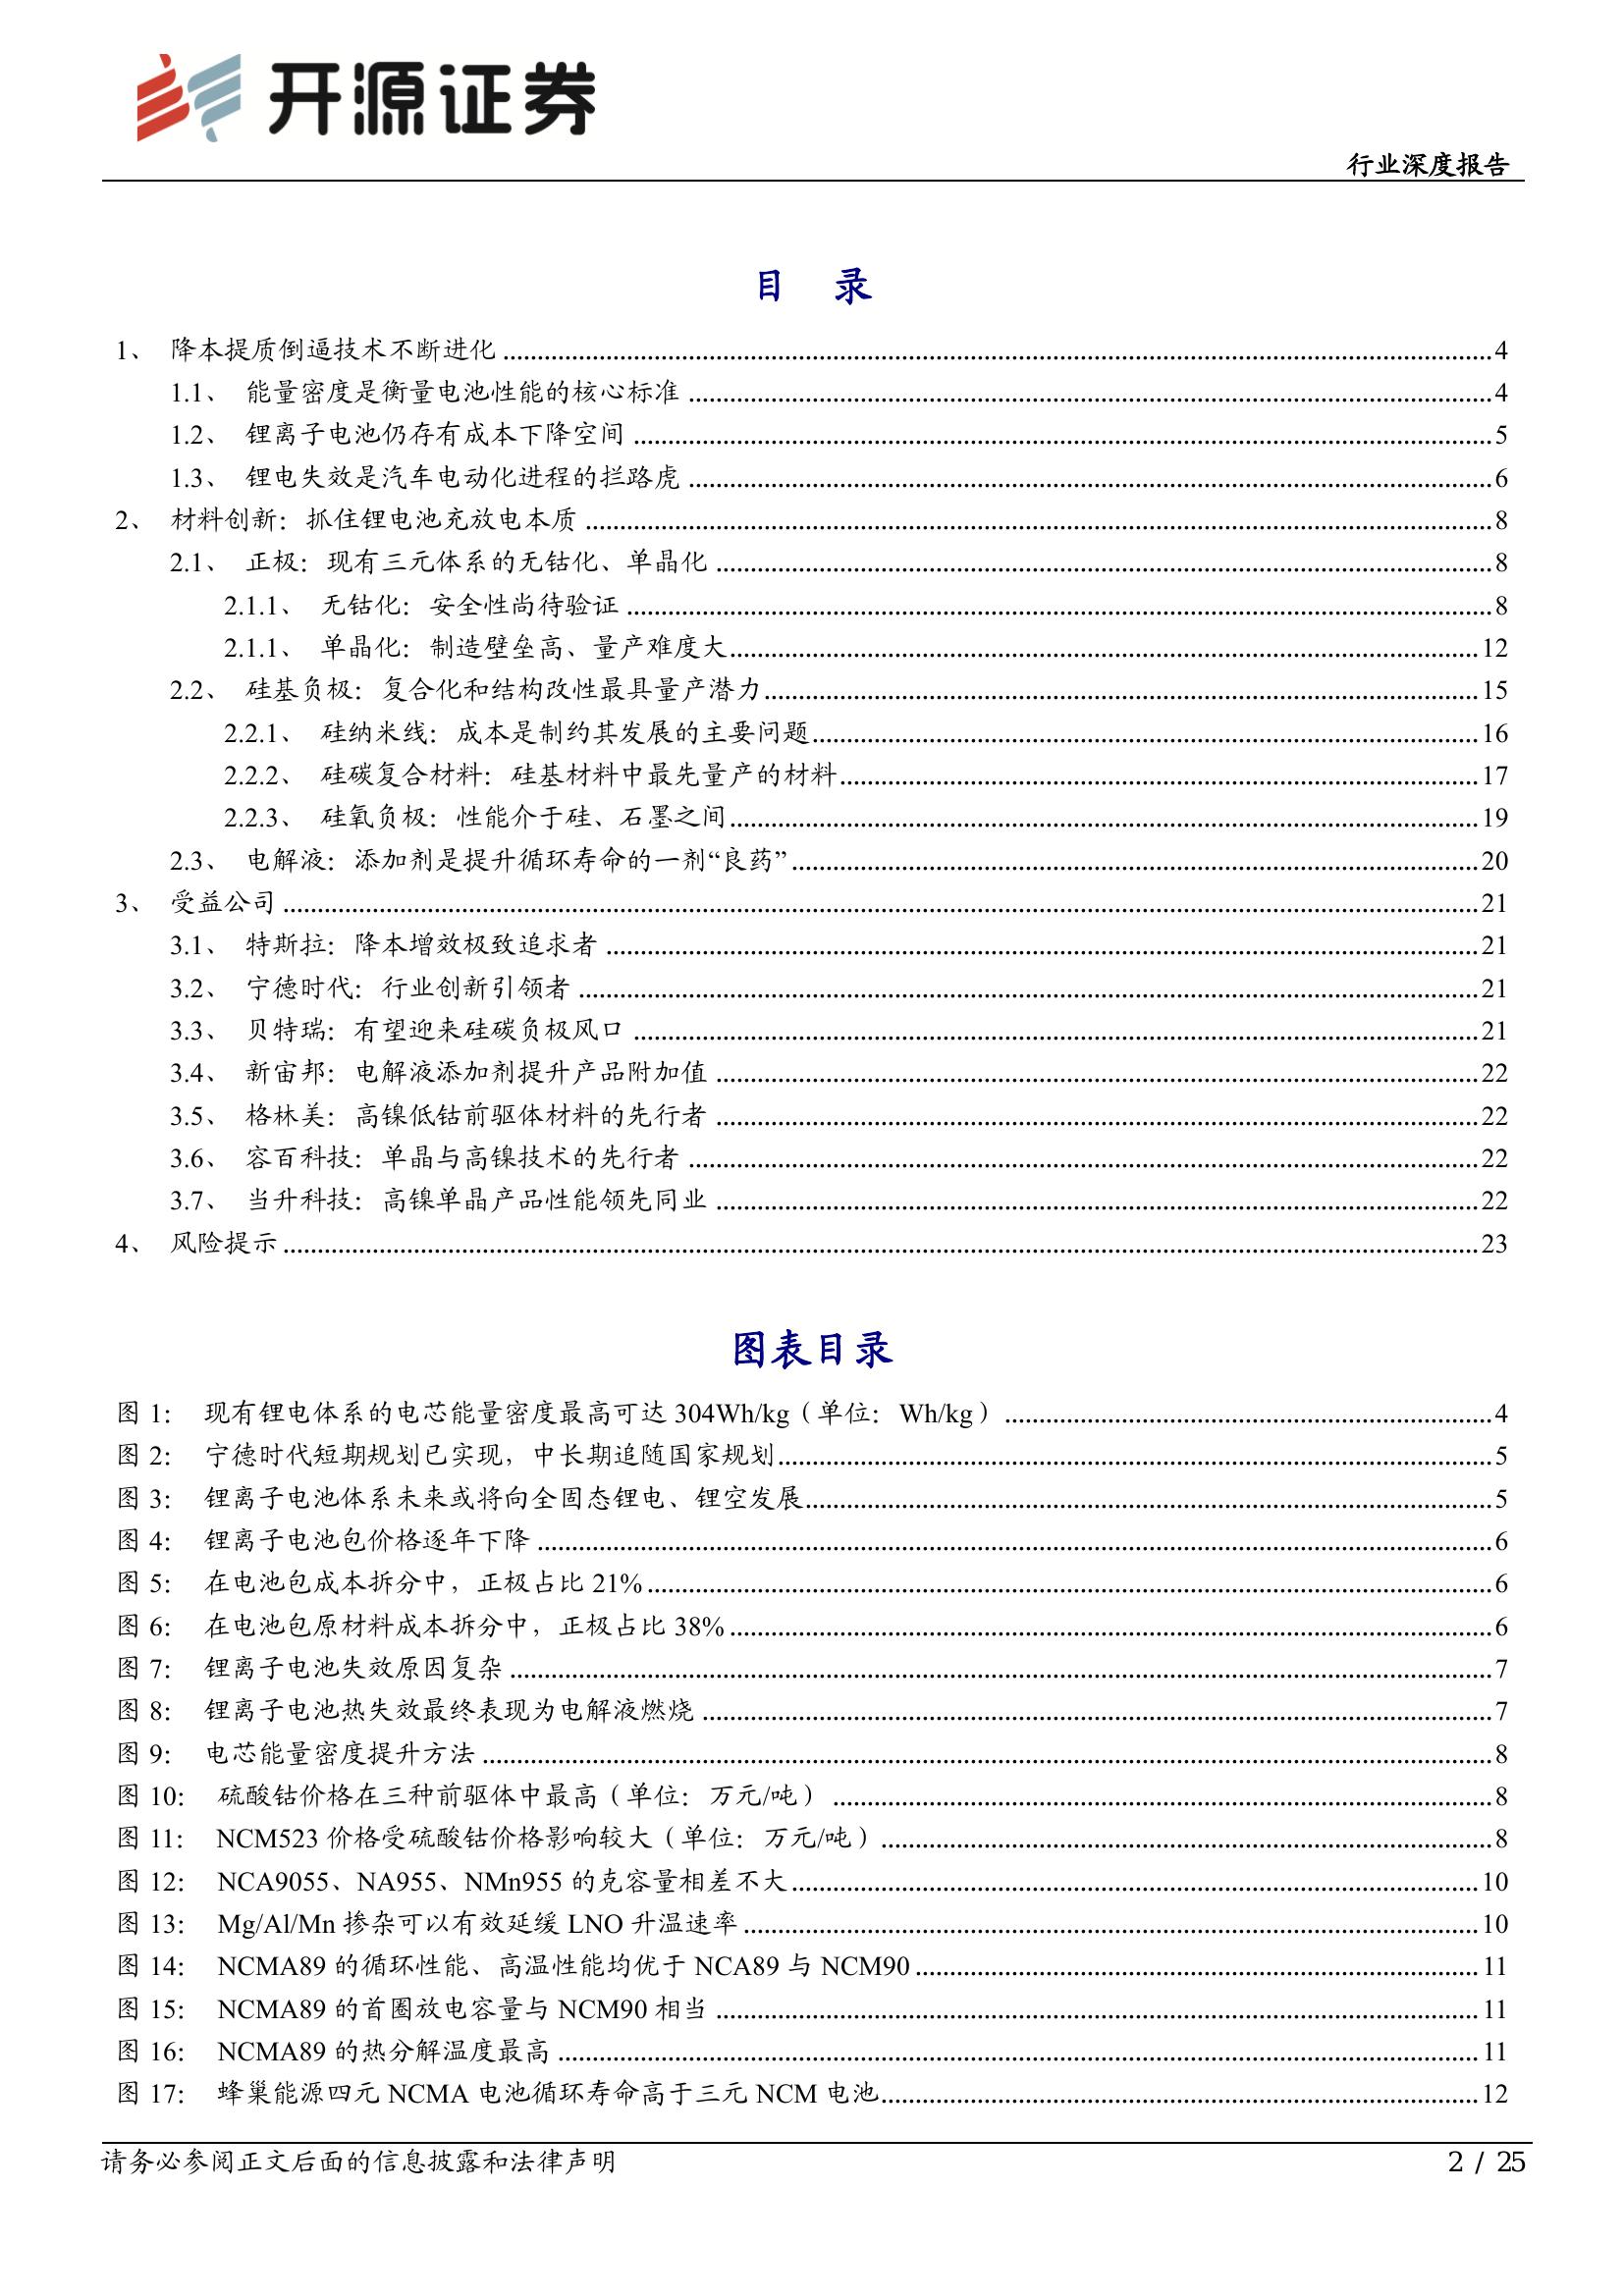 开源证券
行业深度报告
目 录
1、 降本提质倒逼技术不断进化 ........ 4
1.1、 能量密度是衡量电池性能的核心标准 ........ 4
1.2、 锂离子电池仍存有成本下降空间 ........ 5
1.3、 锂电失效是汽车电动化进程的拦路虎 ........ 6
2、 材料创新：抓住锂电池充放电本质 ........ 8
2.1、 正极：现有三元体系的无钴化、单晶化 ........ 8
2.1.1、 无钴化：安全性尚待验证 ........ 8
2.1.1、 单晶化：制造壁垒高、量产难度大 ........ 12
2.2、 硅基负极：复合化和结构改性最具量产潜力 ........ 15
2.2.1、 硅纳米线：成本是制约其发展的主要问题 ........ 16
2.2.2、 硅碳复合材料：硅基材料中最先量产的材料 ........ 17
2.2.3、 硅氧负极：性能介于硅、石墨之间 ........ 19
2.3、 电解液：添加剂是提升循环寿命的一剂“良药” ........ 20
3、 受益公司 ........ 21
3.1、 特斯拉：降本增效极致追求者 ........ 21
3.2、 宁德时代：行业创新引领者 ........ 21
3.3、 贝特瑞：有望迎来硅碳负极风口 ........ 21
3.4、 新宙邦：电解液添加剂提升产品附加值 ........ 22
3.5、 格林美：高镍低钴前驱体材料的先行者 ........ 22
3.6、 容百科技：单晶与高镍技术的先行者 ........ 22
3.7、 当升科技：高镍单晶产品性能领先同业 ........ 22
4、 风险提示 ........ 23
图表目录
图 1： 现有锂电体系的电芯能量密度最高可达 304Wh/kg（单位：Wh/kg） ........ 4
图 2： 宁德时代短期规划已实现，中长期追随国家规划 ........ 5
图 3： 锂离子电池体系未来或将向全固态锂电、锂空发展 ........ 5
图 4： 锂离子电池包价格逐年下降 ........ 6
图 5： 在电池包成本拆分中，正极占比 21% ........ 6
图 6： 在电池包原材料成本拆分中，正极占比 38% ........ 6
图 7： 锂离子电池失效原因复杂 ........ 7
图 8： 锂离子电池热失效最终表现为电解液燃烧 ........ 7
图 9： 电芯能量密度提升方法 ........ 8
图 10： 硫酸钴价格在三种前驱体中最高（单位：万元/吨） ........ 8
图 11： NCM523 价格受硫酸钴价格影响较大（单位：万元/吨） ........ 8
图 12： NCA9055、NA955、NMn955 的克容量相差不大 ........ 10
图 13： Mg/Al/Mn 掺杂可以有效延缓 LNO 升温速率 ........ 10
图 14： NCMA89 的循环性能、高温性能均优于 NCA89 与 NCM90 ........ 11
图 15： NCMA89 的首圈放电容量与 NCM90 相当 ........ 11
图 16： NCMA89 的热分解温度最高 ........ 11
图 17： 蜂巢能源四元 NCMA 电池循环寿命高于三元 NCM 电池 ........ 12
请务必参阅正文后面的信息披露和法律声明
2 / 25